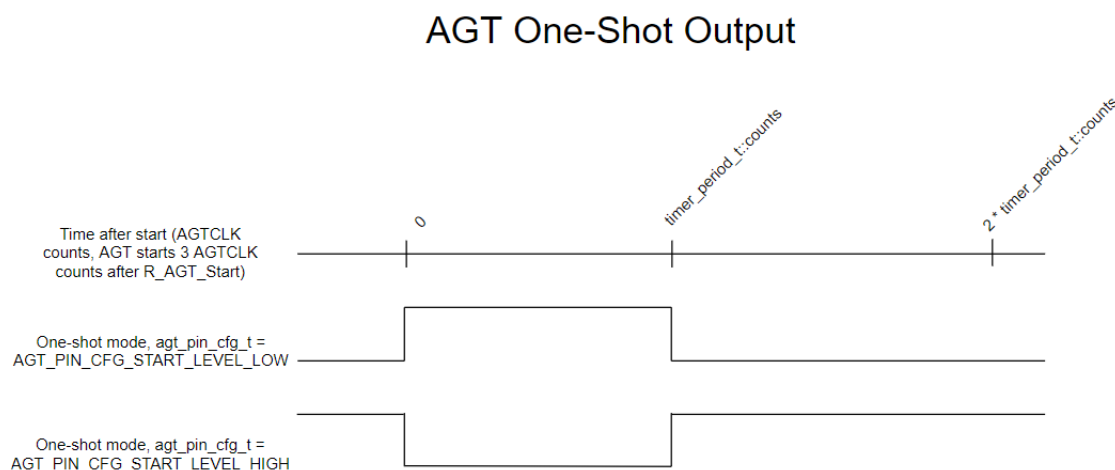 AGT One-Shot Output
0
timer_period_t::counts
2 * timer_period_t::counts
Time after start (AGTCLK
counts, AGT starts 3 AGTCLK
counts after R_AGT_Start)
One-shot mode, agt_pin_cfg_t =
AGT_PIN_CFG_START_LEVEL_LOW
One-shot mode, agt_pin_cfg_t =
AGT_PIN_CFG_START_LEVEL_HIGH